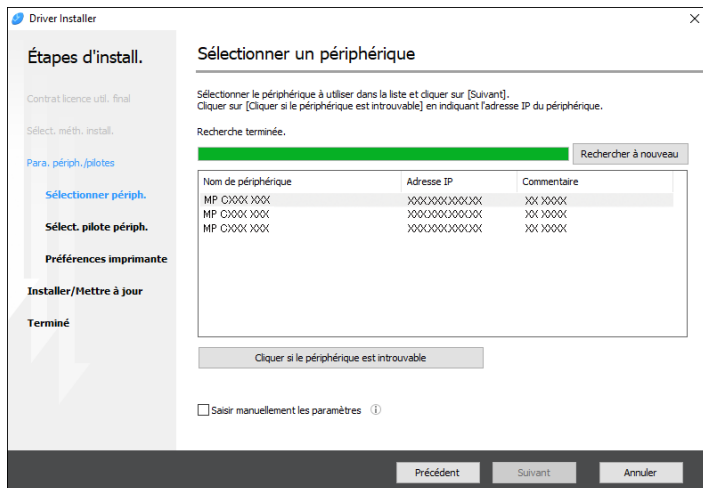 Driver Installer
Étapes d'install.
Contrat licence util. final
Sélect. méth. install.
Para. périph./pilotes
Sélectionner périph.
Sélect. pilote périph.
Préférences imprimante
Installer/Mettre à jour
Terminé
Sélectionner un périphérique
Sélectionner le périphérique à utiliser dans la liste et cliquer sur [Suivant].
Cliquer sur [Cliquer si le périphérique est introuvable] en indiquant l'adresse IP du périphérique.
Recherche terminée.
Rechercher à nouveau
Nom de périphérique Adresse IP Commentaire
MP CXXX XXX XXX.XXX.XXX.XX XX XXXX
MP CXXX XXX XXX.XXX.XXX.XX XX XXXX
MP CXXX XXX XXX.XXX.XXX.XX XX XXXX
Cliquer si le périphérique est introuvable
Saisir manuellement les paramètres
Précédent Suivant Annuler